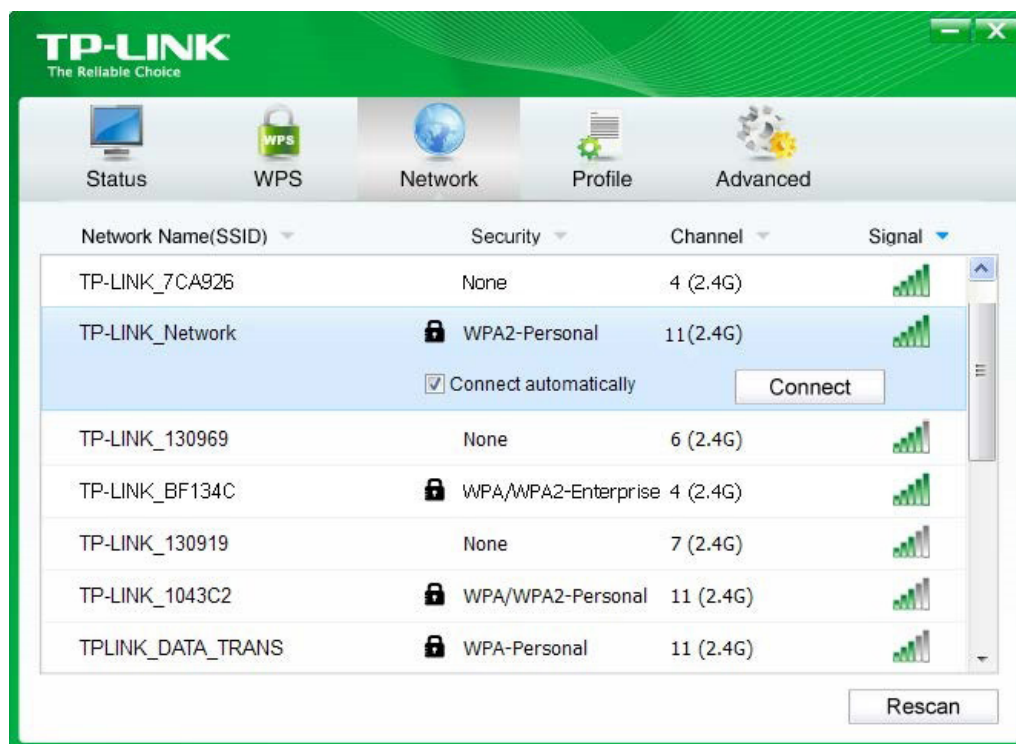 TP-LINK
The Reliable Choice
WPS
Status WPS Network Profile Advanced
Network Name(SSID) Security Channel Signal
TP-LINK_7CA926 None 4 (2.4G)
TP-LINK_Network WPA2-Personal 11(2.4G)
Connect automatically Connect
TP-LINK_130969 None 6 (2.4G)
TP-LINK_BF134C WPA/WPA2-Enterprise 4 (2.4G)
TP-LINK_130919 None 7 (2.4G)
TP-LINK_1043C2 WPA/WPA2-Personal 11 (2.4G)
TPLINK_DATA_TRANS WPA-Personal 11 (2.4G)
Rescan